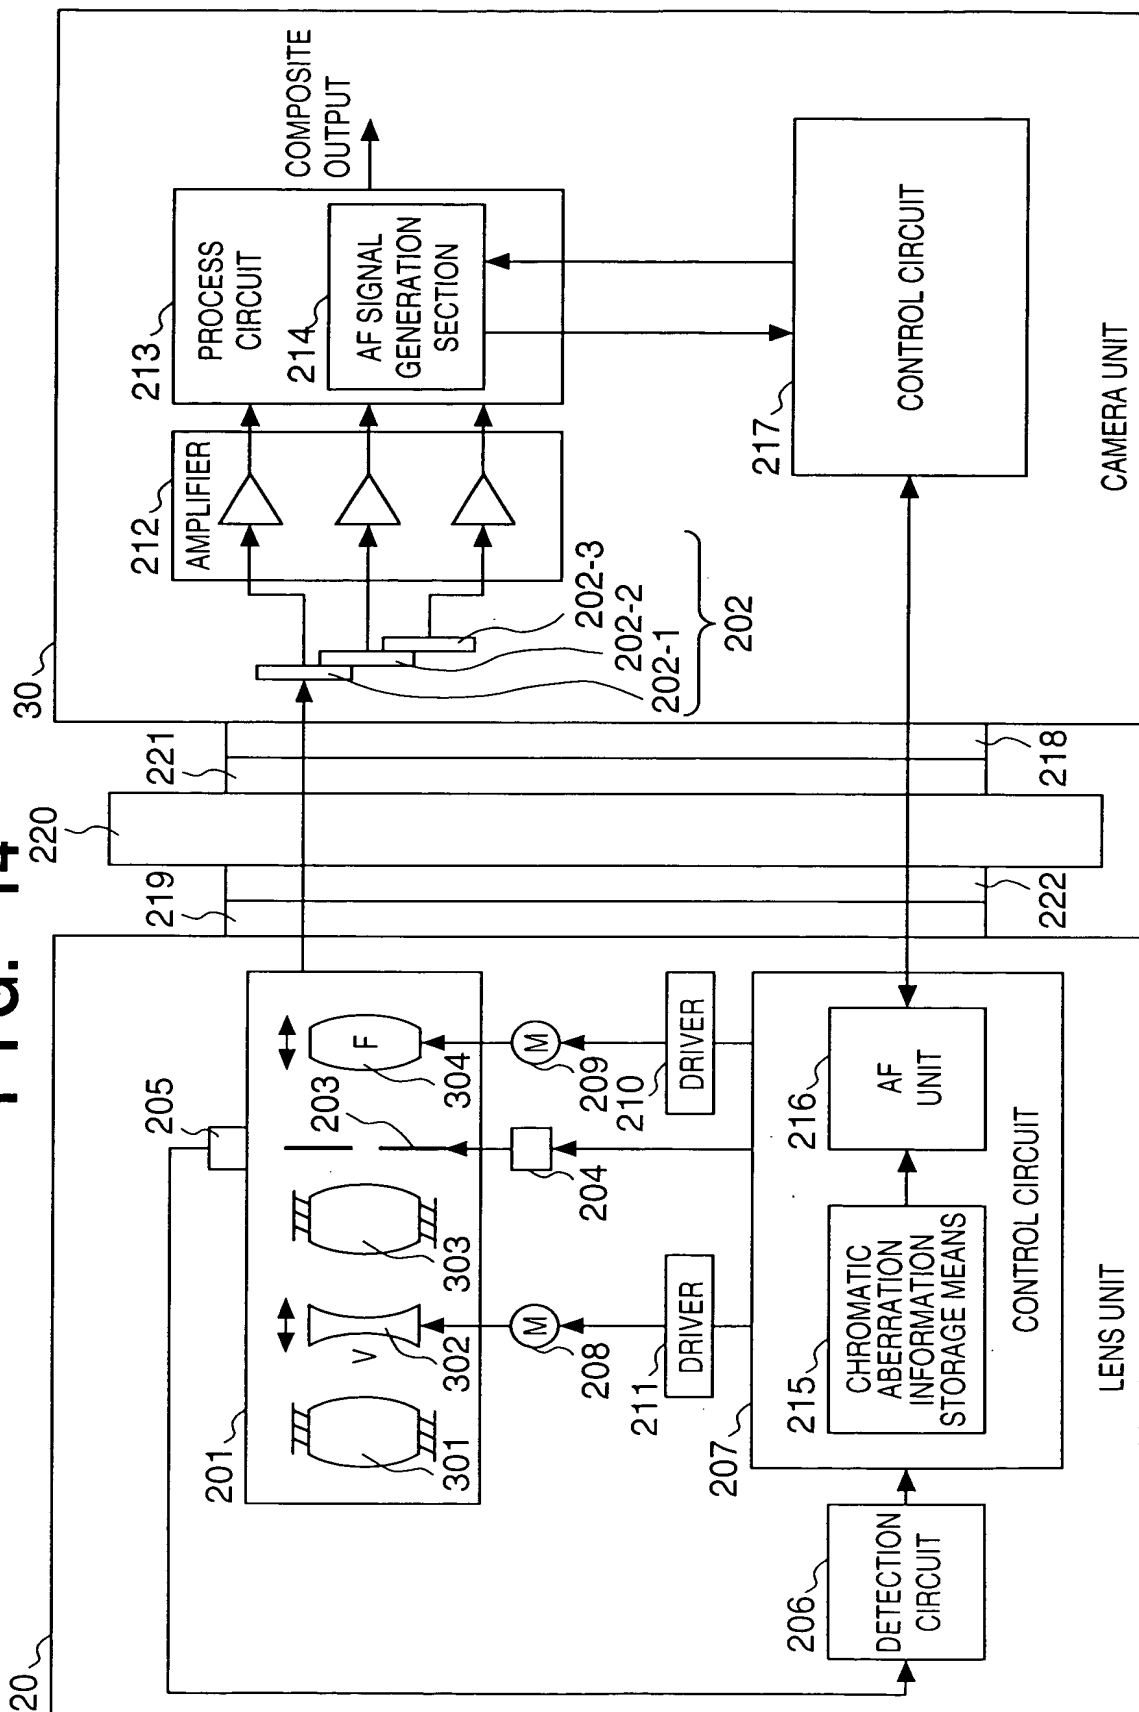 FIG. 14
20
201
205
301
V
302
303
203
F
304
M
208
204
M
209
211
DRIVER
210
DRIVER
207
215
CHROMATIC
ABERRATION
INFORMATION
STORAGE MEANS
216
AF
UNIT
CONTROL CIRCUIT
206
DETECTION
CIRCUIT
LENS UNIT
219
220
221
222
218
30
202-1
202-2
202-3
202
212
AMPLIFIER
213
PROCESS
CIRCUIT
214
AF SIGNAL
GENERATION
SECTION
COMPOSITE
OUTPUT
217
CONTROL CIRCUIT
CAMERA UNIT